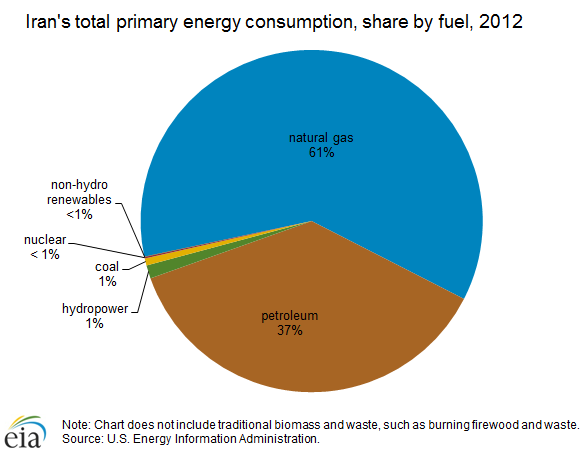 Iran's total primary energy consumption, share by fuel, 2012
natural gas
61%
non-hydro
renewables
<1%
nuclear
< 1%
coal
1%
hydropower
1%
petroleum
37%
eia
Note: Chart does not include traditional biomass and waste, such as burning firewood and waste.
Source: U.S. Energy Information Administration.